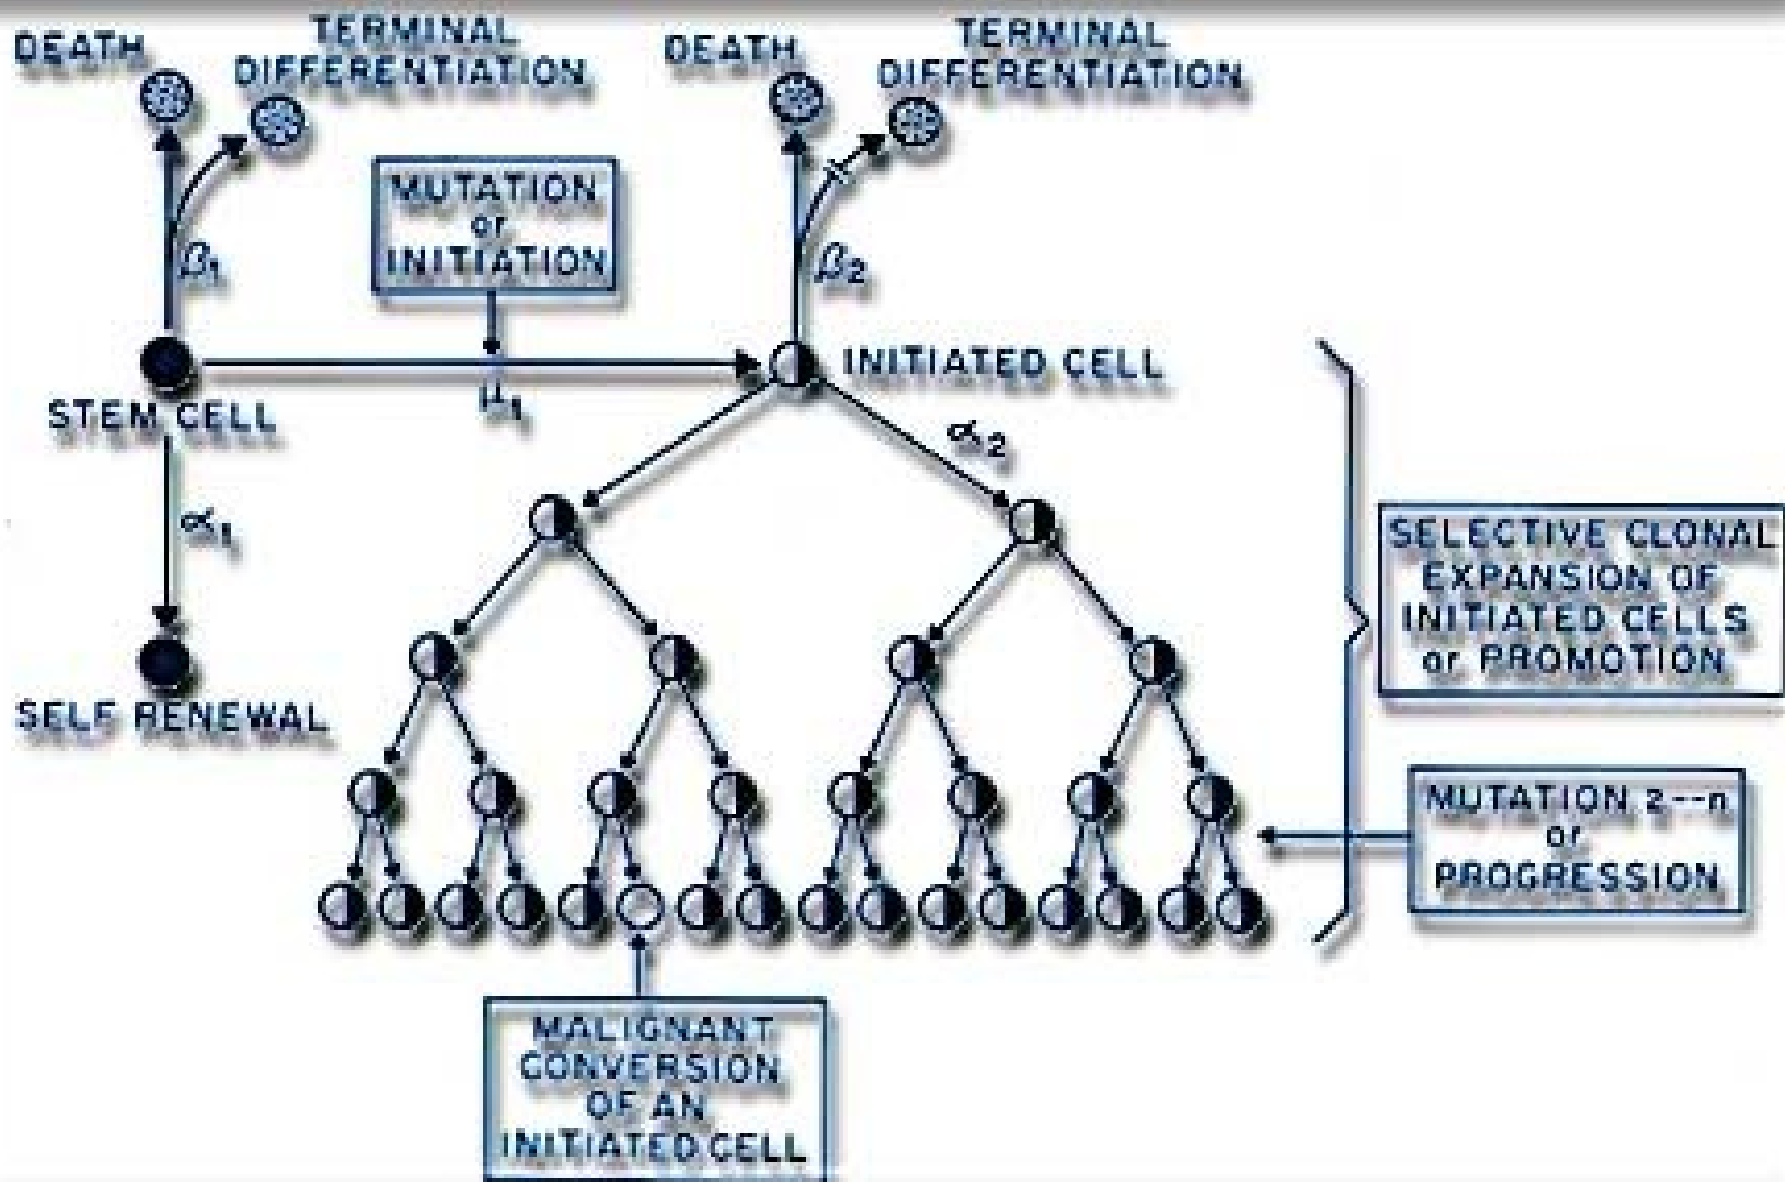 DEATH
TERMINAL
DIFFERENTIATION
DEATH
TERMINAL
DIFFERENTIATION
MUTATION
or
INITIATION
β1
β2
STEM CELL
μ1
INITIATED CELL
α1
α2
SELF RENEWAL
SELECTIVE CLONAL
EXPANSION OF
INITIATED CELLS
or PROMOTION
MUTATION 2--n
or
PROGRESSION
MALIGNANT
CONVERSION
OF AN
INITIATED CELL